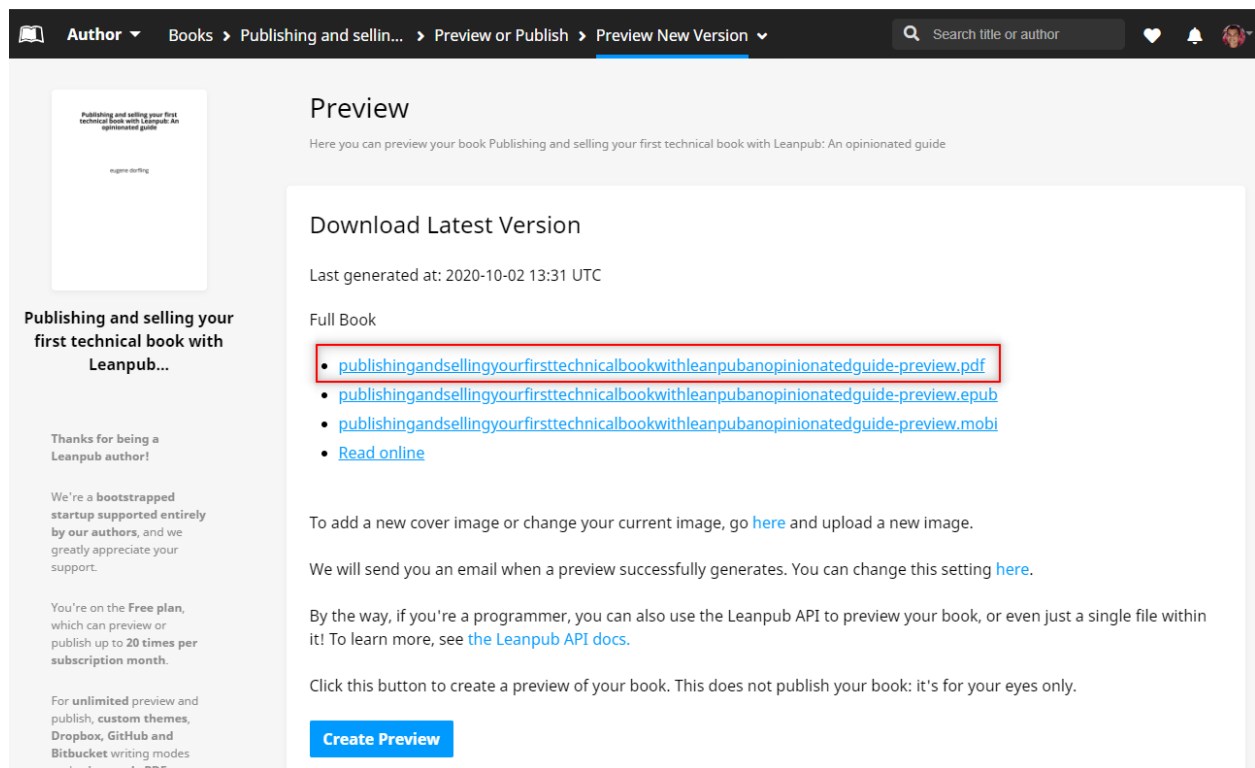 Author
Books > Publishing and sellin... > Preview or Publish > Preview New Version
Search title or author
Publishing and selling your first
technical book with Leanpub: An
opinionated guide
eugene dorfling
Publishing and selling your
first technical book with
Leanpub...
Thanks for being a
Leanpub author!
We're a bootstrapped
startup supported entirely
by our authors, and we
greatly appreciate your
support.
You're on the Free plan,
which can preview or
publish up to 20 times per
subscription month.
For unlimited preview and
publish, custom themes,
Dropbox, GitHub and
Bitbucket writing modes
Preview
Here you can preview your book Publishing and selling your first technical book with Leanpub: An opinionated guide
Download Latest Version
Last generated at: 2020-10-02 13:31 UTC
Full Book
• publishingandsellingyourfirsttechnicalbookwithleanpubanopinionatedguide-preview.pdf
• publishingandsellingyourfirsttechnicalbookwithleanpubanopinionatedguide-preview.epub
• publishingandsellingyourfirsttechnicalbookwithleanpubanopinionatedguide-preview.mobi
• Read online
To add a new cover image or change your current image, go here and upload a new image.
We will send you an email when a preview successfully generates. You can change this setting here.
By the way, if you're a programmer, you can also use the Leanpub API to preview your book, or even just a single file within
it! To learn more, see the Leanpub API docs.
Click this button to create a preview of your book. This does not publish your book: it's for your eyes only.
Create Preview